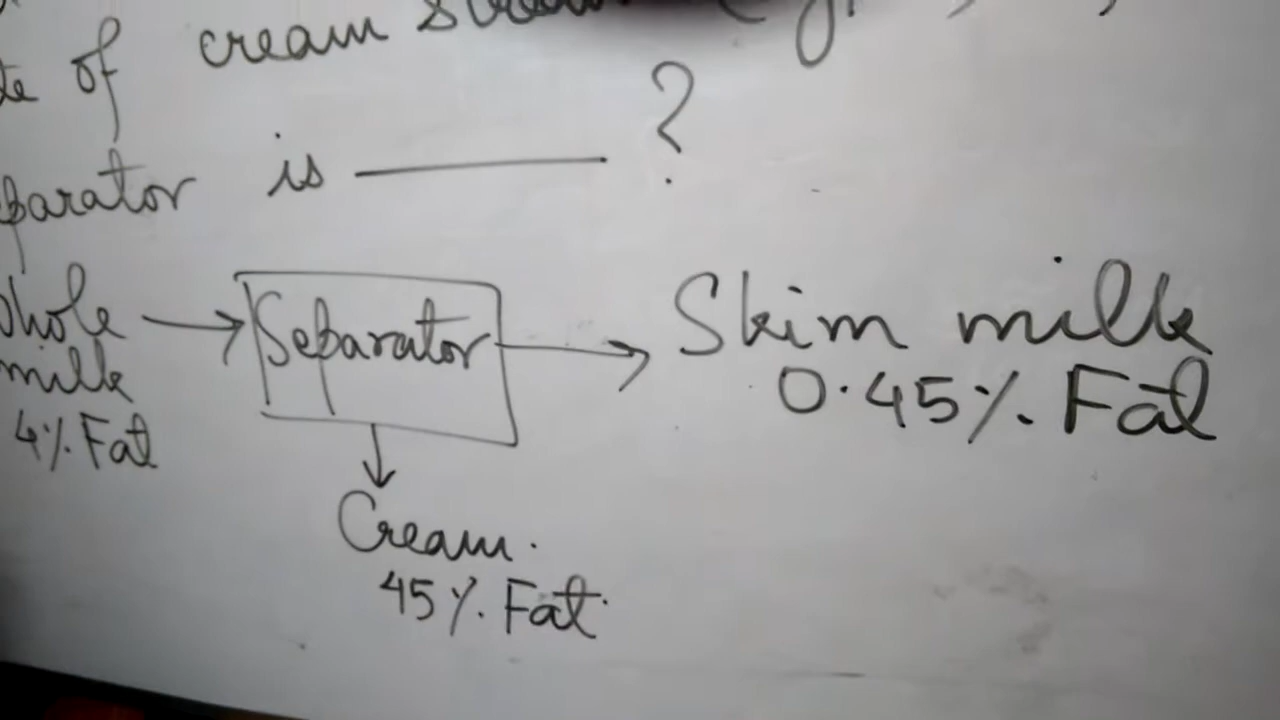 of cream
is ?
milk
Separator
Skim milk
4% Fat
0.45% Fat
Cream.
45% Fat.